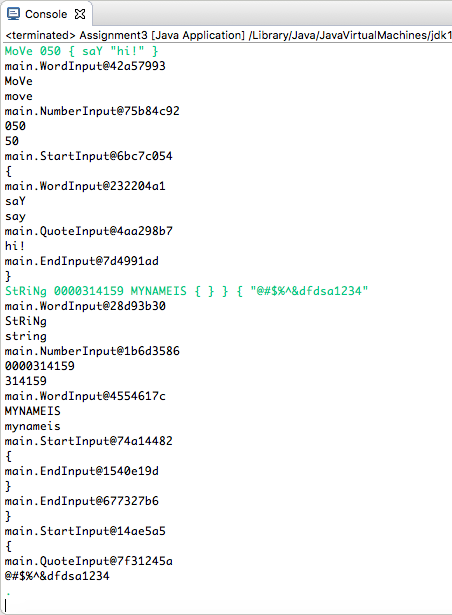 Console
<terminated> Assignment3 [Java Application] /Library/Java/JavaVirtualMachines/jdk1
MoVe 050 { saY "hi!" }
main.WordInput@42a57993
MoVe
move
main.NumberInput@75b84c92
050
50
main.StartInput@6bc7c054
{
main.WordInput@232204a1
saY
say
main.QuoteInput@4aa298b7
hi!
main.EndInput@7d4991ad
}
StRiNg 0000314159 MYNAMEIS { } } { "@#$%^&dfdsa1234"
main.WordInput@28d93b30
StRiNg
string
main.NumberInput@1b6d3586
0000314159
314159
main.WordInput@4554617c
MYNAMEIS
mynameis
main.StartInput@74a14482
{
main.EndInput@1540e19d
}
main.EndInput@677327b6
}
main.StartInput@14ae5a5
{
main.QuoteInput@7f31245a
@#$%^&dfdsa1234
.